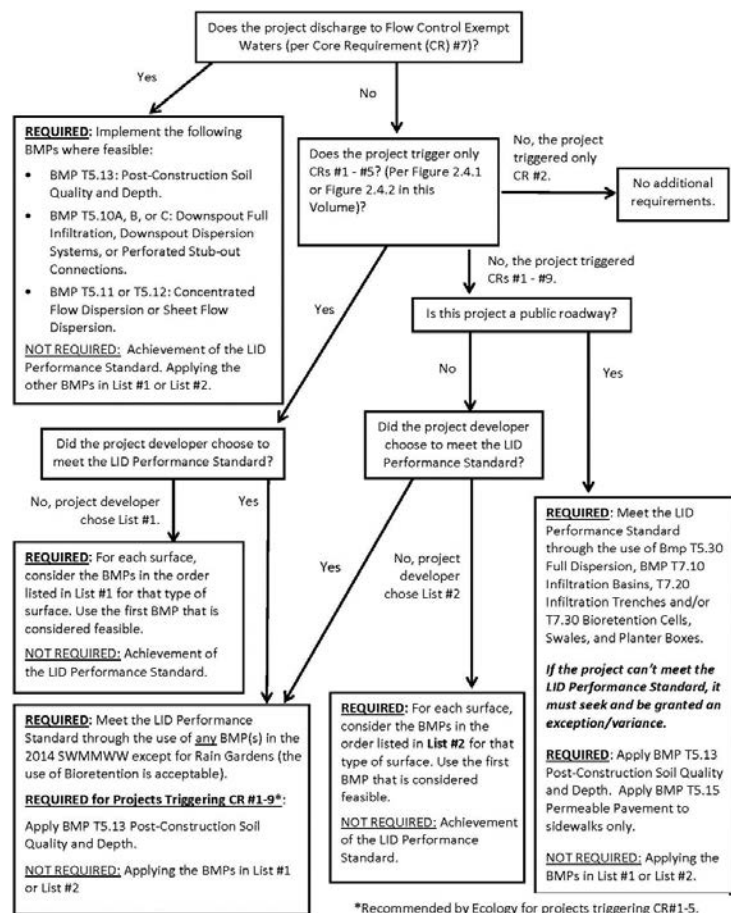 Does the project discharge to Flow Control Exempt
Waters (per Core Requirement (CR) #7)?
Yes
No
REQUIRED: Implement the following
BMPs where feasible:
• BMP T5.13: Post-Construction Soil
Quality and Depth.
• BMP T5.10A, B, or C: Downspout Full
Infiltration, Downspout Dispersion
Systems, or Perforated Stub-out
Connections.
• BMP T5.11 or T5.12: Concentrated
Flow Dispersion or Sheet Flow
Dispersion.
NOT REQUIRED: Achievement of the LID
Performance Standard. Applying the
other BMPs in List #1 or List #2.
Does the project trigger only
CRs #1 - #5? (Per Figure 2.4.1
or Figure 2.4.2 in this
Volume)?
No, the project
triggered only
CR #2.
No additional
requirements.
No, the project triggered
CRs #1 - #9.
Yes
Is this project a public roadway?
No
Yes
Did the project developer choose to
meet the LID Performance Standard?
Did the project developer
choose to meet the LID
Performance Standard?
No, project developer
chose List #1.
Yes
Yes
No, project
developer
chose List #2
REQUIRED: For each surface,
consider the BMPs in the order
listed in List #1 for that type of
surface. Use the first BMP that is
considered feasible.
NOT REQUIRED: Achievement
of the LID Performance Standard.
REQUIRED: Meet the LID
Performance Standard
through the use of Bmp T5.30
Full Dispersion, BMP T7.10
Infiltration Basins, T7.20
Infiltration Trenches and/or
T7.30 Bioretention Cells,
Swales, and Planter Boxes.
If the project can't meet the
LID Performance Standard, it
must seek and be granted an
exception/variance.
REQUIRED: Apply BMP T5.13
Post-Construction Soil Quality
and Depth. Apply BMP T5.15
Permeable Pavement to
sidewalks only.
NOT REQUIRED: Applying the
BMPs in List #1 or List #2.
REQUIRED: Meet the LID Performance
Standard through the use of any BMP(s) in the
2014 SWMMWW except for Rain Gardens (the
use of Bioretention is acceptable).
REQUIRED for Projects Triggering CR #1-9*:
Apply BMP T5.13 Post-Construction Soil
Quality and Depth.
NOT REQUIRED: Applying the BMPs in List #1
or List #2
REQUIRED: For each surface,
consider the BMPs in the
order listed in List #2 for that
type of surface. Use the first
BMP that is considered
feasible.
NOT REQUIRED: Achievement
of the LID Performance
Standard.
*Recommended by Ecology for projects triggering CR#1-5.